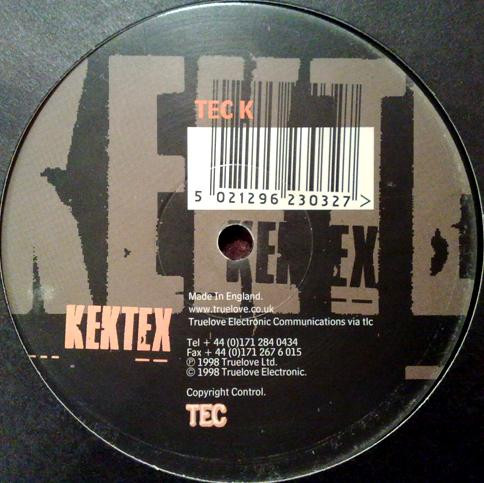 TEC K
5 021296 230327 >
KEKTEX
KEKTEX
Made In England.
www.truelove.co.uk
Truelove Electronic Communications via tlc
Tel + 44 (0)171 284 0434
Fax + 44 (0)171 267 6 015
℗ 1998 Truelove Ltd.
© 1998 Truelove Electronic.
Copyright Control.
TEC